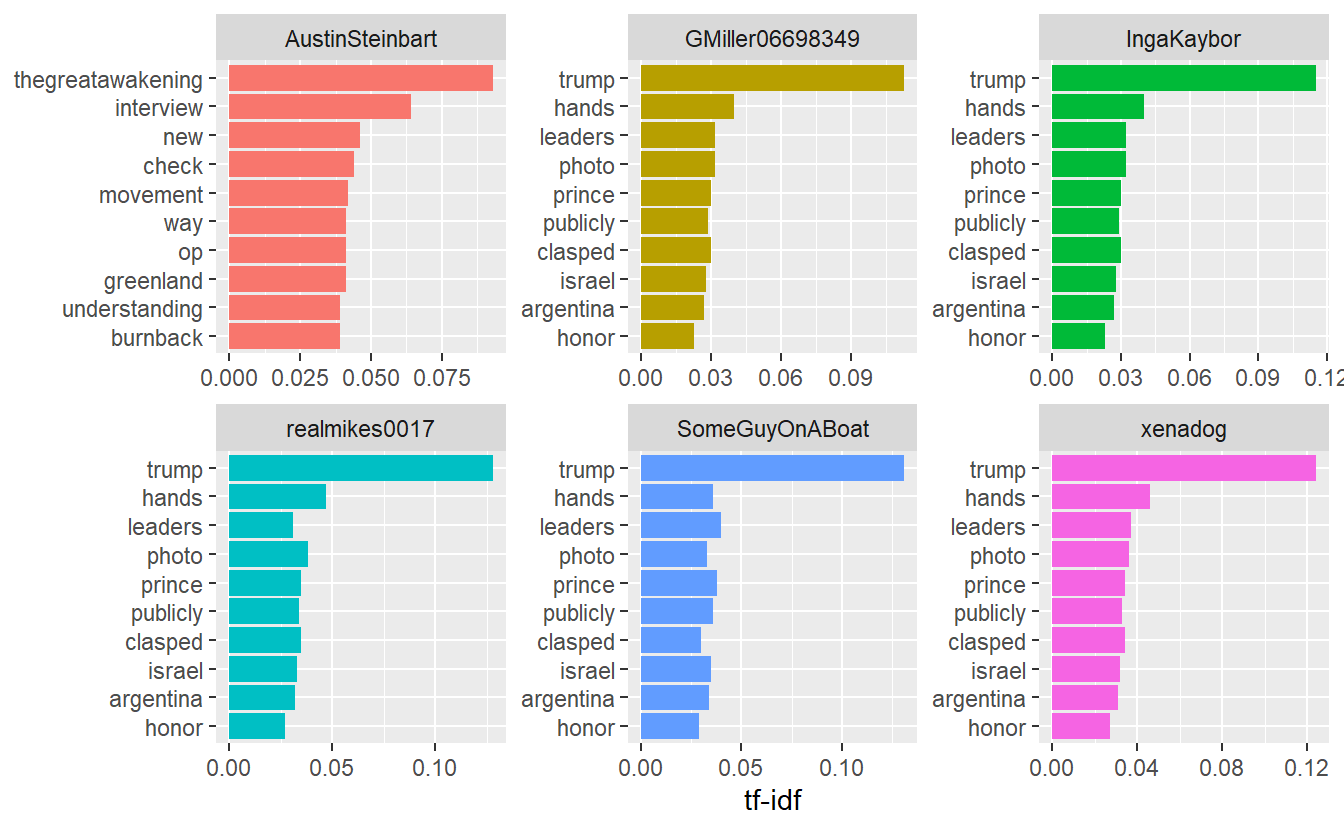 AustinSteinbart
thegreatawakening
interview
new
check
movement
way
op
greenland
understanding
burnback
0.000 0.025 0.050 0.075
GMiller06698349
trump
hands
leaders
photo
prince
publicly
clasped
israel
argentina
honor
0.00 0.03 0.06 0.09
IngaKaybor
trump
hands
leaders
photo
prince
publicly
clasped
israel
argentina
honor
0.00 0.03 0.06 0.09 0.12
realmikes0017
trump
hands
leaders
photo
prince
publicly
clasped
israel
argentina
honor
0.00 0.05 0.10
SomeGuyOnABoat
trump
hands
leaders
photo
prince
publicly
clasped
israel
argentina
honor
0.00 0.05 0.10
xenadog
trump
hands
leaders
photo
prince
publicly
clasped
israel
argentina
honor
0.00 0.04 0.08 0.12
tf-idf